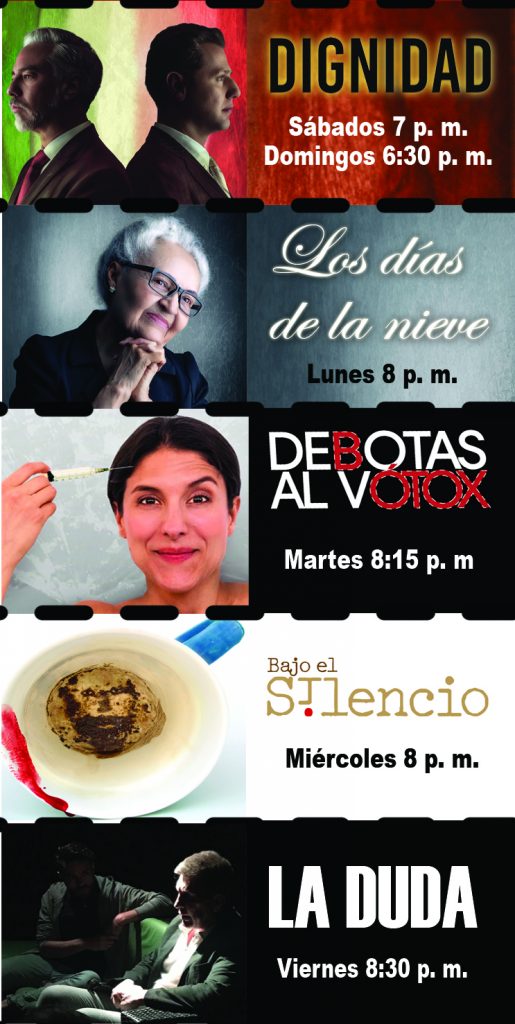 DIGNIDAD
Sábados 7 p. m.
Domingos 6:30 p. m.
Los días
de la nieve
Lunes 8 p. m.
DEBOTAS
AL VÓTOX
Martes 8:15 p. m
Bajo el
Silencio
Miércoles 8 p. m.
LA DUDA
Viernes 8:30 p. m.